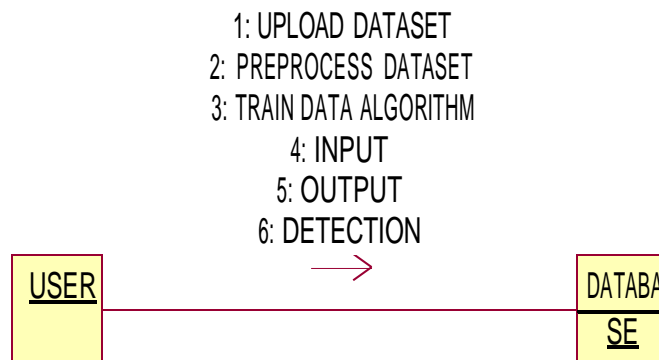 1: UPLOAD DATASET
2: PREPROCESS DATASET
3: TRAIN DATA ALGORITHM
4: INPUT
5: OUTPUT
6: DETECTION
USER
DATABA
SE